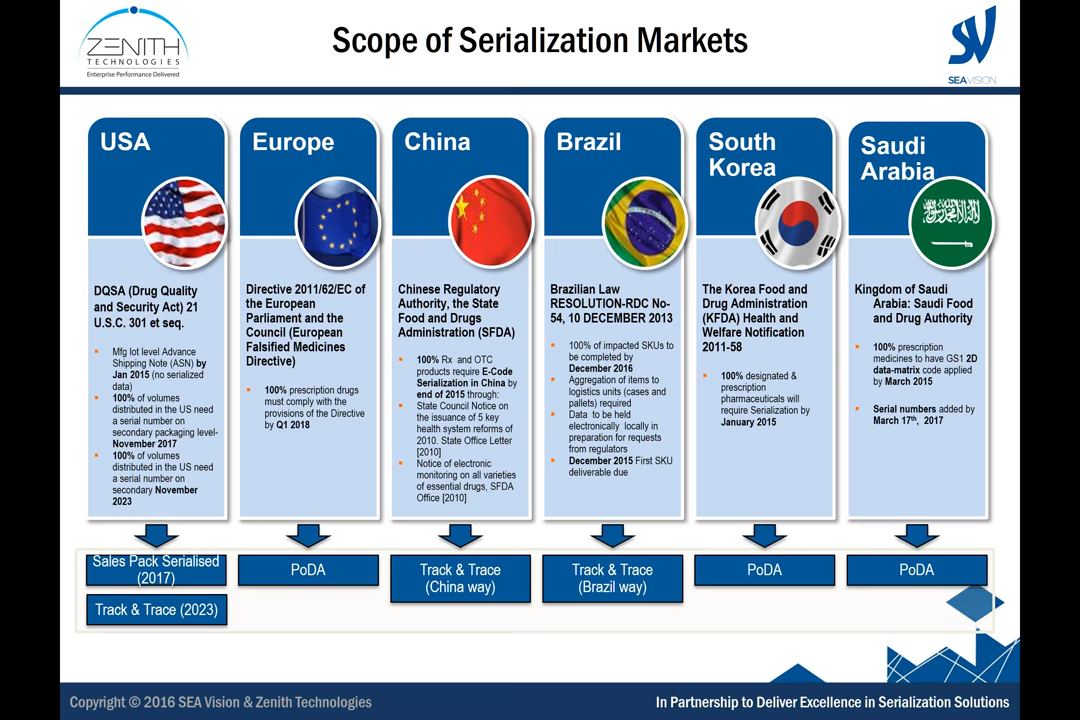 ZENITH
TECHNOLOGIES
Enterprise Performance Delivered
Scope of Serialization Markets
SV
SEAVISION
USA
DQSA (Drug Quality
and Security Act) 21
U.S.C. 301 et seq.
Mfg lot level Advance
Shipping Note (ASN) by
Jan 2015 (no serialized
data)
100% of volumes
distributed in the US need
a serial number on
secondary packaging level-
November 2017
100% of volumes
distributed in the US need
a serial number on
secondary November
2023
Sales Pack Serialised
(2017)
Track & Trace (2023)
Europe
Directive 2011/62/EC of
the European
Parliament and the
Council (European
Falsified Medicines
Directive)
100% prescription drugs
must comply with the
provisions of the Directive
by Q1 2018
PoDA
China
Chinese Regulatory
Authority, the State
Food and Drugs
Administration (SFDA)
100% Rx and OTC
products require E-Code
Serialization in China by
end of 2015 through:
State Council Notice on
the issuance of 5 key
health system reforms of
2010. State Office Letter
[2010]
Notice of electronic
monitoring on all varieties
of essential drugs, SFDA
Office [2010]
Track & Trace
(China way)
Brazil
Brazilian Law
RESOLUTION-RDC No-
54, 10 DECEMBER 2013
100% of impacted SKUs to
be completed by
December 2016
Aggregation of items to
logistics units (cases and
pallets) required
Data to be held
electronically locally in
preparation for requests
from regulators
December 2015 First SKU
deliverable due
Track & Trace
(Brazil way)
South
Korea
The Korea Food and
Drug Administration
(KFDA) Health and
Welfare Notification
2011-58
100% designated &
prescription
pharmaceuticals will
require Serialization by
January 2015
PoDA
Saudi
Arabia
Kingdom of Saudi
Arabia: Saudi Food
and Drug Authority
100% prescription
medicines to have GS1 2D
data-matrix code applied
by March 2015
Serial numbers added by
March 17th, 2017
PoDA
Copyright © 2016 SEA Vision & Zenith Technologies
In Partnership to Deliver Excellence in Serialization Solutions